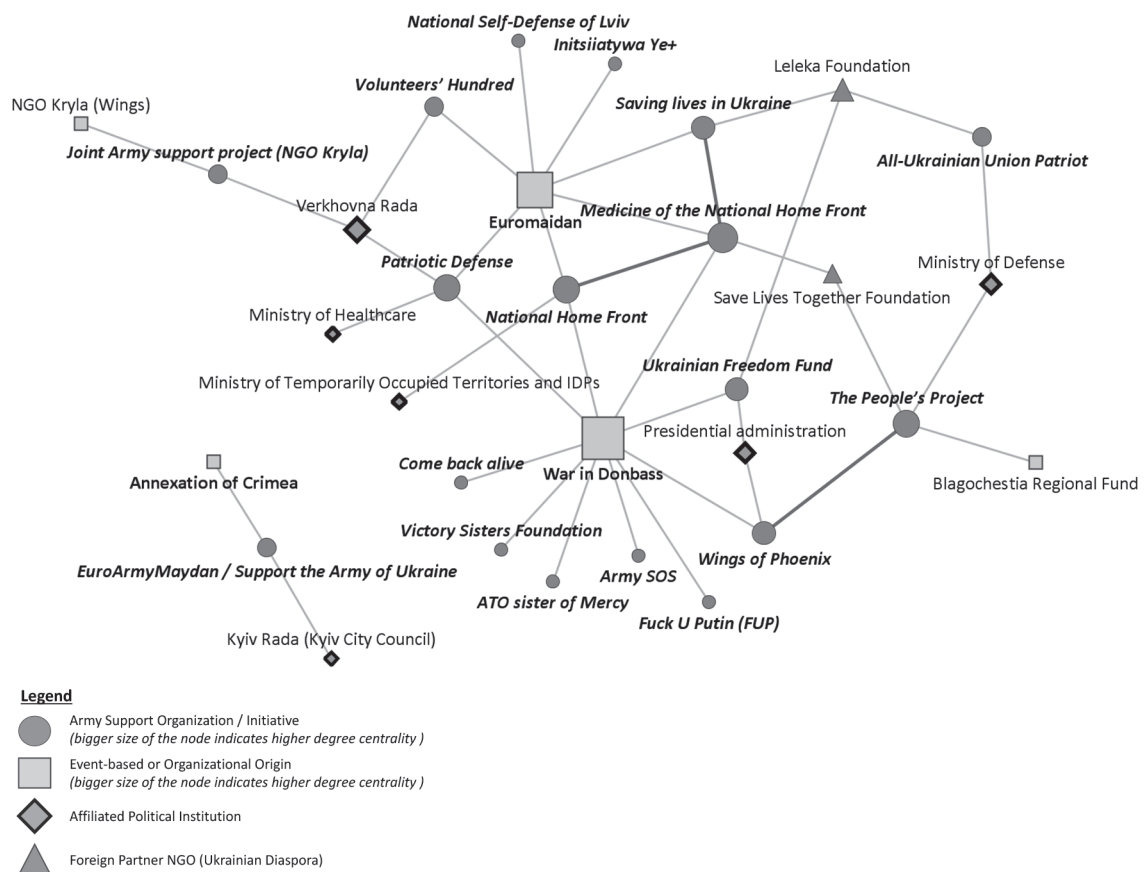 National Self-Defense of Lviv
Initsiiatywa Ye+
Leleka Foundation
Volunteers’ Hundred
NGO Kryla (Wings)
Saving lives in Ukraine
Joint Army support project (NGO Kryla)
All-Ukrainian Union Patriot
Verkhovna Rada
Medicine of the National Home Front
Euromaidan
Patriotic Defense
Ministry of Defense
Save Lives Together Foundation
Ministry of Healthcare
National Home Front
Ukrainian Freedom Fund
Ministry of Temporarily Occupied Territories and IDPs
The People’s Project
Presidential administration
Come back alive
War in Donbass
Annexation of Crimea
Blagochestia Regional Fund
Victory Sisters Foundation
Wings of Phoenix
EuroArmyMaydan / Support the Army of Ukraine
Army SOS
ATO sister of Mercy
Fuck U Putin (FUP)
Kyiv Rada (Kyiv City Council)
Legend
Army Support Organization / Initiative
(bigger size of the node indicates higher degree centrality )
Event-based or Organizational Origin
(bigger size of the node indicates higher degree centrality )
Affiliated Political Institution
Foreign Partner NGO (Ukrainian Diaspora)